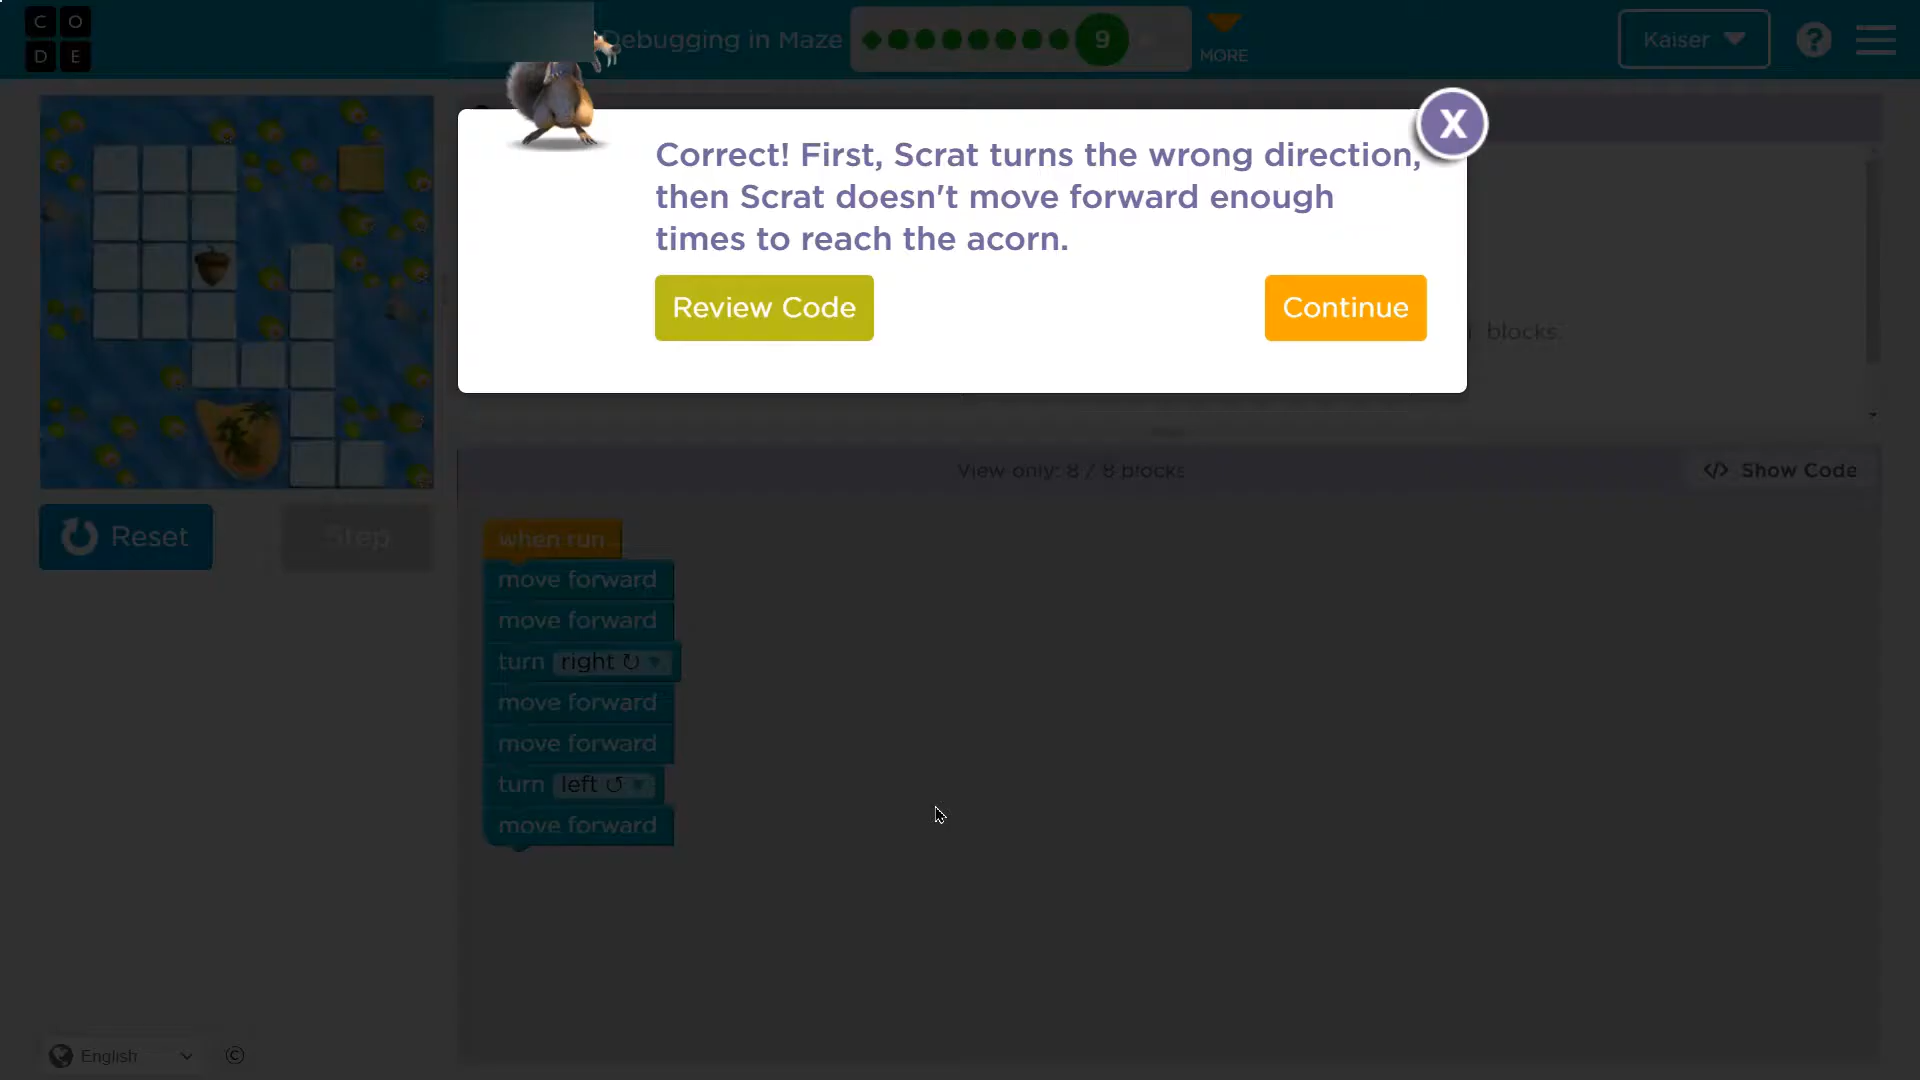 C O
D E
Debugging in Maze
9
MORE
Kaiser
?
X
Correct! First, Scrat turns the wrong direction,
then Scrat doesn't move forward enough
times to reach the acorn.
Review Code
Continue
blocks.
Reset
Step
View only: 8 / 8 blocks
</> Show Code
when run
move forward
move forward
turn right ↻
move forward
move forward
turn left ↺
move forward
English
©